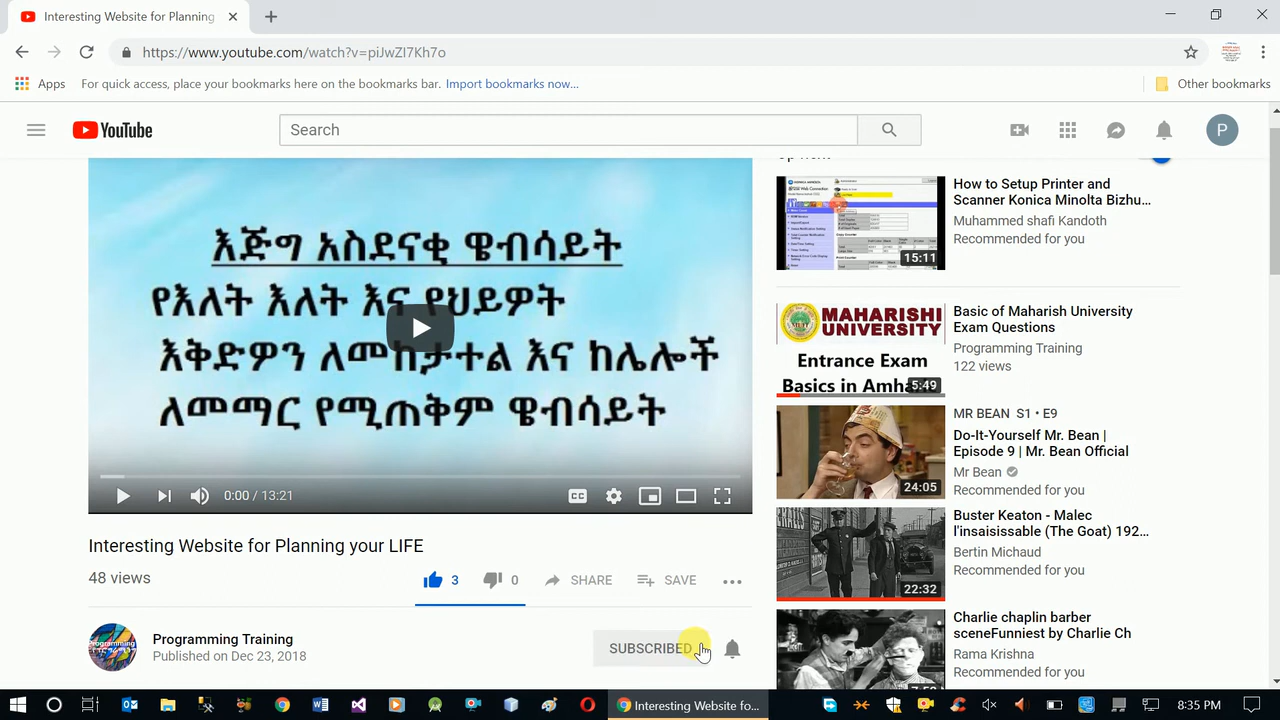 Interesting Website for Planning
https://www.youtube.com/watch?v=piJwZI7Kh7o
Apps For quick access, place your bookmarks here on the bookmarks bar. Import bookmarks now... Other bookmarks
YouTube
Search
P
እጅግ አስደናቂ ዌብሳይት
የእለት እለት እና የህይዎት
እቅድዎን ለመከታተል እና ከሌሎች
ለመማር የሚጠቅም ዌብሳይት
0:00 / 13:21
CC
Interesting Website for Planning your LIFE
48 views
3 0 SHARE SAVE
Programming Training
Published on Dec 23, 2018
SUBSCRIBED
15:11
How to Setup Printer and
Scanner Konica Minolta Bizhu...
Muhammed shafi Kandoth
Recommended for you
MAHARISHI
UNIVERSITY
Entrance Exam
Basics in Amha
5:49
Basic of Maharish University
Exam Questions
Programming Training
122 views
MR BEAN S1 • E9
Do-It-Yourself Mr. Bean |
Episode 9 | Mr. Bean Official
Mr Bean
Recommended for you
24:05
Buster Keaton - Malec
l'insaisissable (The Goat) 192...
Bertin Michaud
Recommended for you
22:32
Charlie chaplin barber
sceneFunniest by Charlie Ch
Rama Krishna
Recommended for you
Interesting Website fo...
8:35 PM